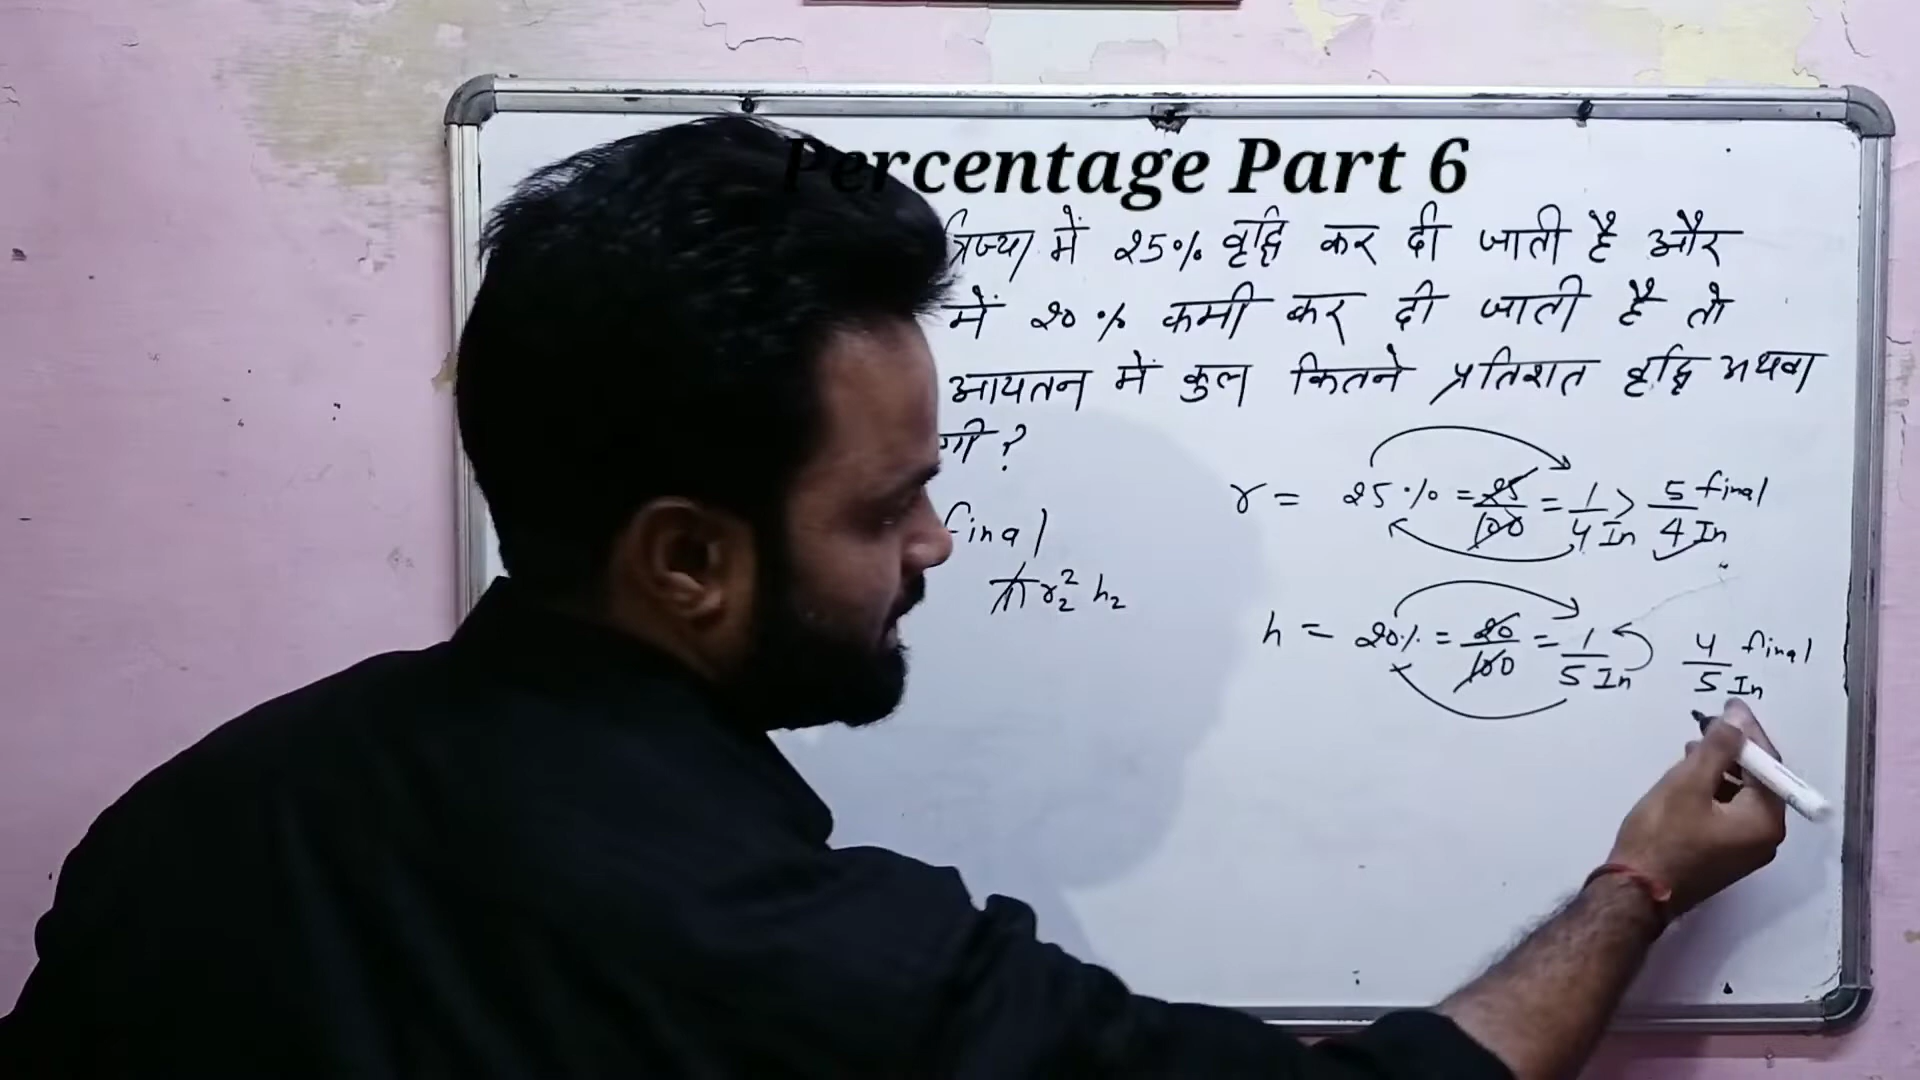 Percentage Part 6
त्रिज्या में 25% वृद्धि कर दी जाती है और
में 20% कमी कर दी जाती है तो
आयतन में कुल कितने प्रतिशत वृद्धि अथवा
गी ?
final
π r₂² h₂
r = 25% = 25/100 = 1/4 In > 5 final/4 In
h = 20% = 20/100 = 1/5 In 4 final/5 In